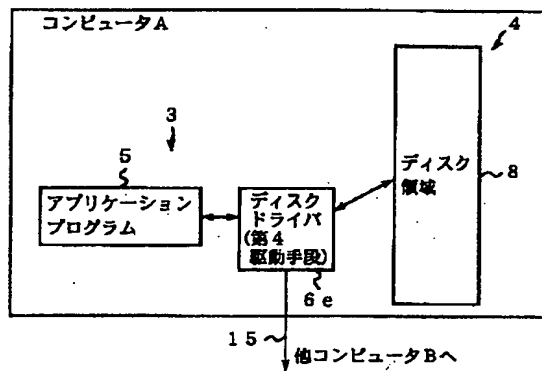 コンピュータA
4
3
5
アプリケーション
プログラム
ディスク
ドライバ
(第4
駆動手段)
6e
ディスク
領域
8
15
他コンピュータBへ